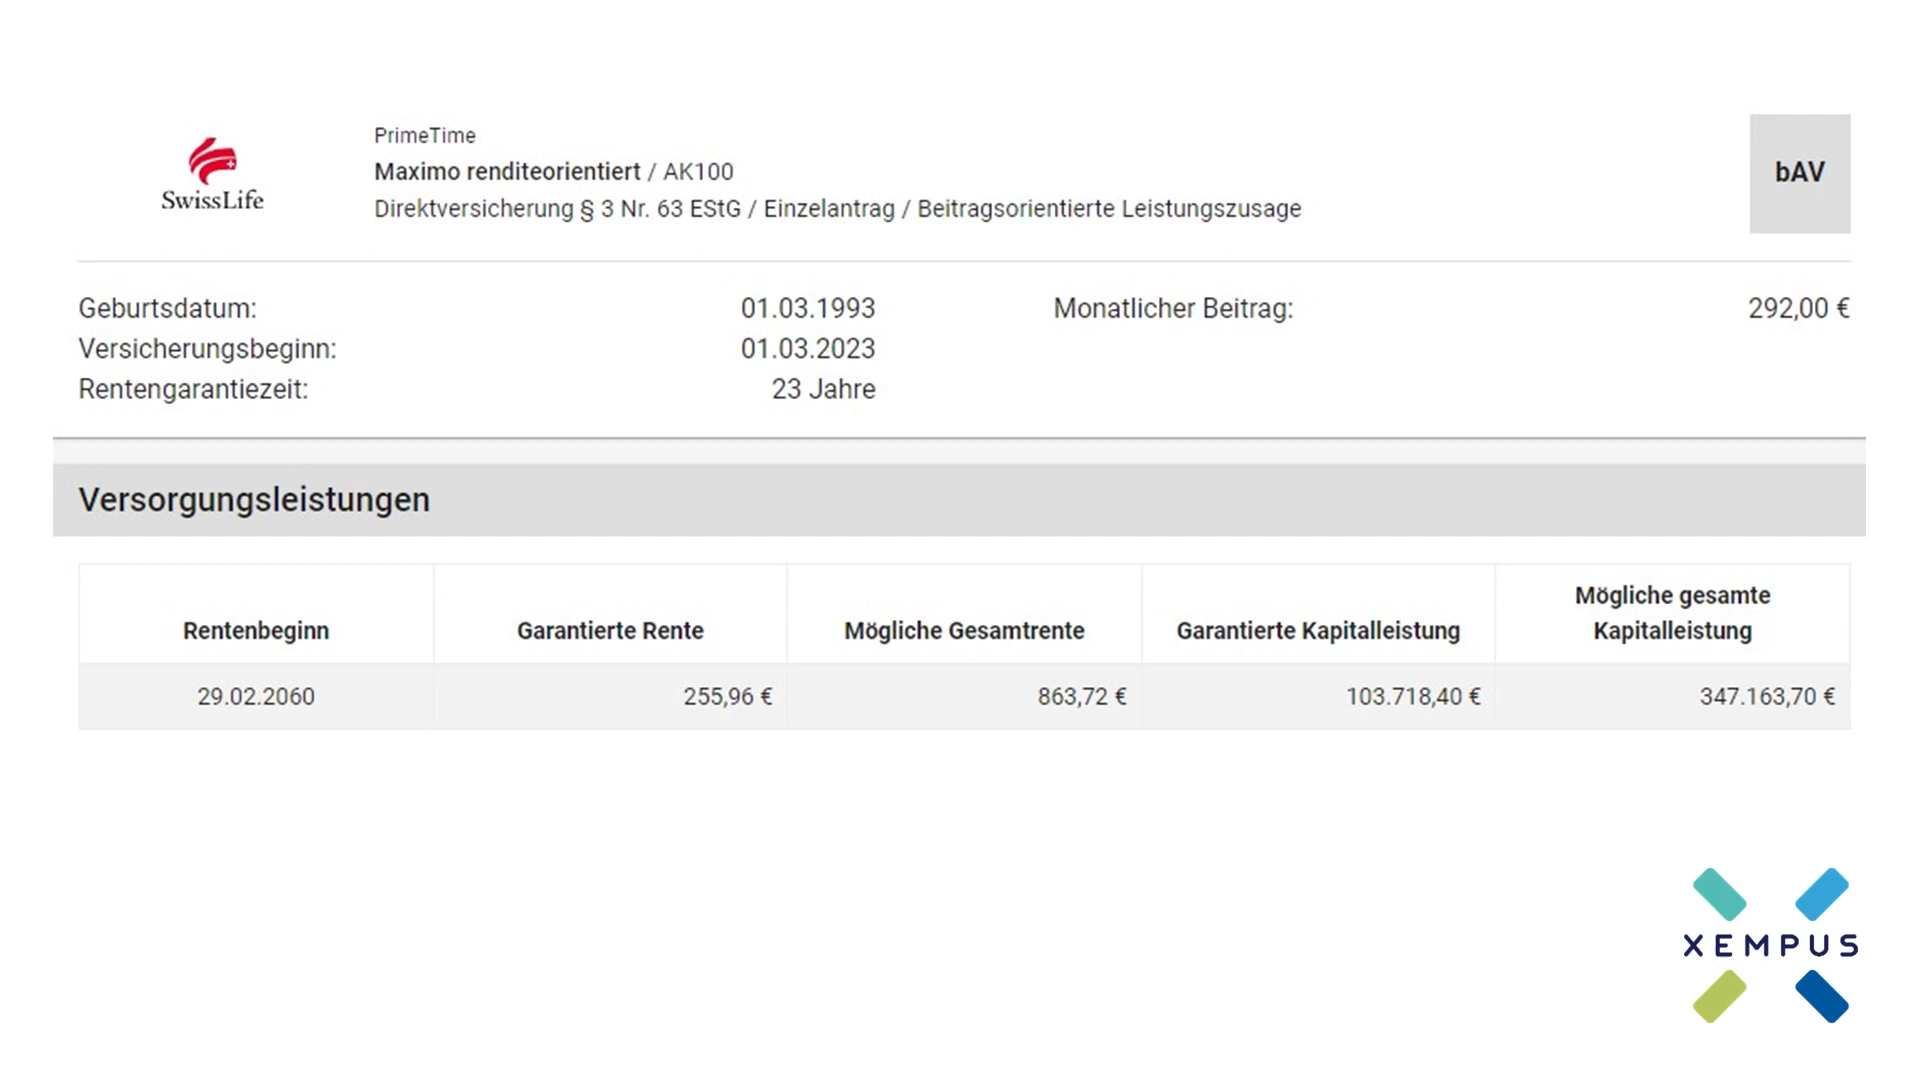 SwissLife
PrimeTime
Maximo renditeorientiert / AK100
Direktversicherung § 3 Nr. 63 EStG / Einzelantrag / Beitragsorientierte Leistungszusage
bAV
Geburtsdatum: 01.03.1993 Monatlicher Beitrag: 292,00 €
Versicherungsbeginn: 01.03.2023
Rentengarantiezeit: 23 Jahre
Versorgungsleistungen
Rentenbeginn Garantierte Rente Mögliche Gesamtrente Garantierte Kapitalleistung Mögliche gesamte
Kapitalleistung
29.02.2060 255,96 € 863,72 € 103.718,40 € 347.163,70 €
XEMPUS